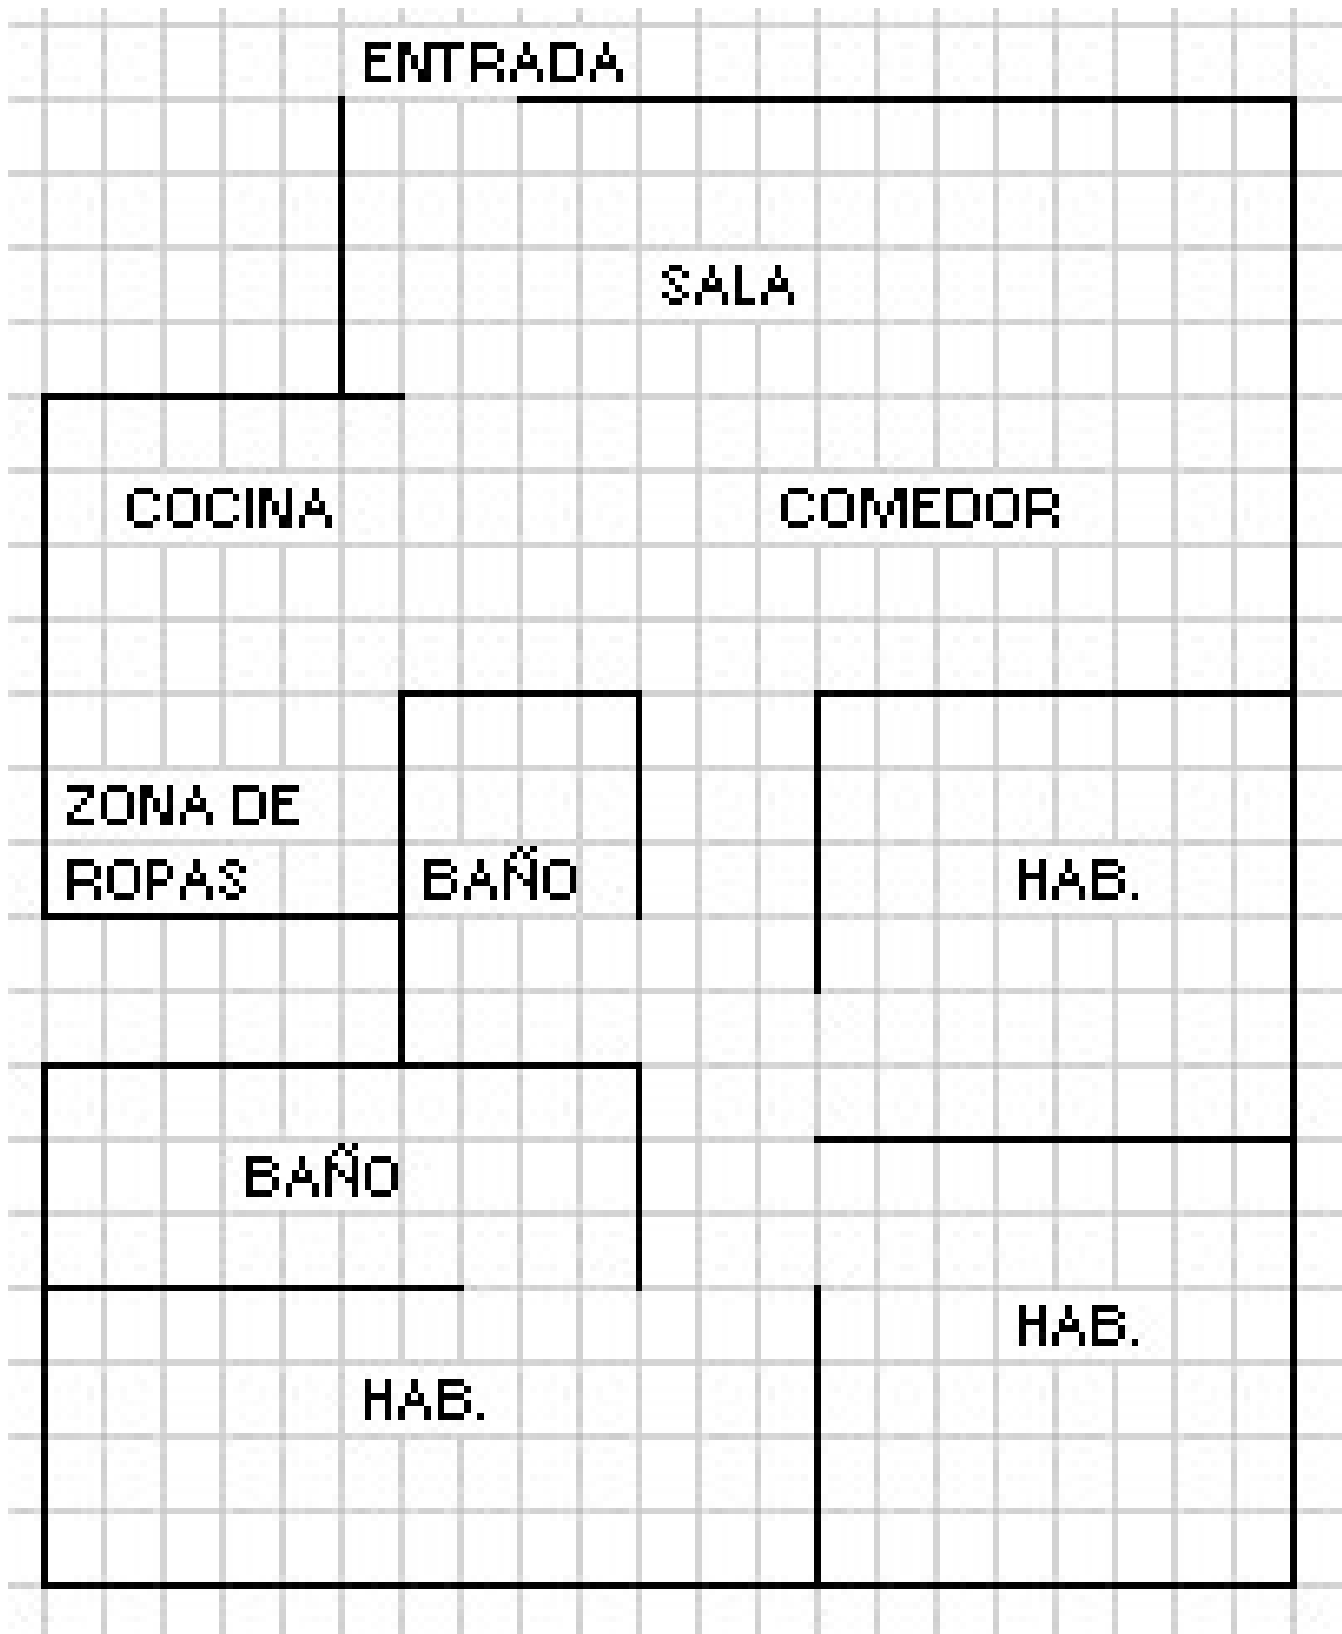 ENTRADA
SALA
COCINA
COMEDOR
ZONA DE
ROPAS
BAÑO
HAB.
BAÑO
HAB.
HAB.